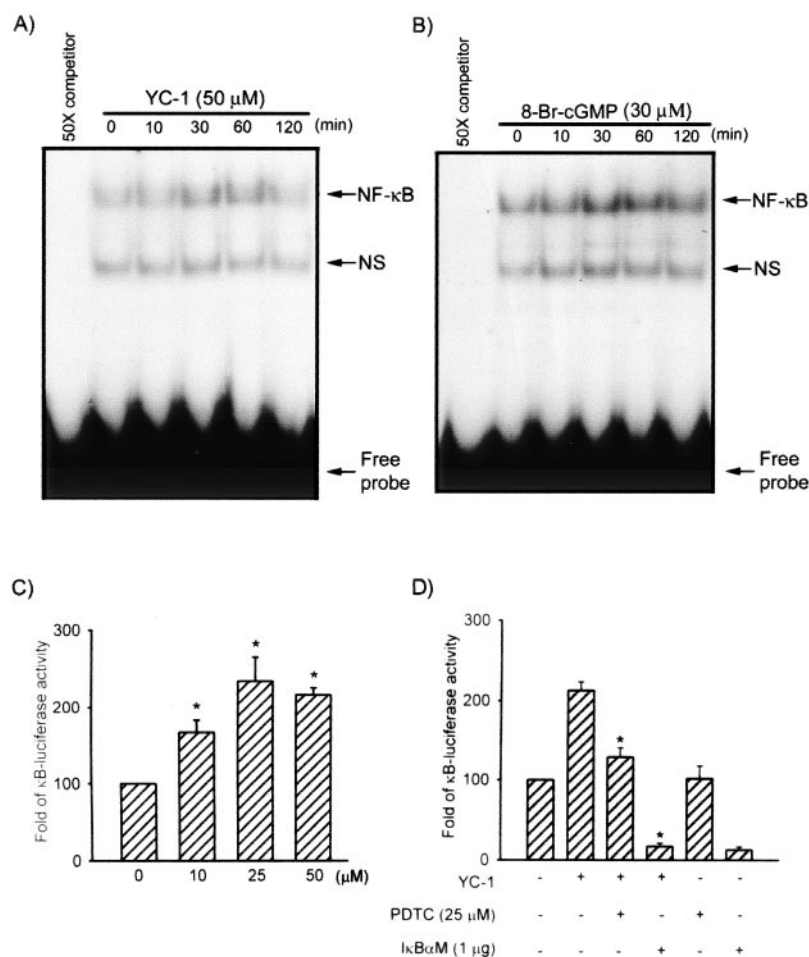 A)
50X competitor
YC-1 (50 μM)
0 10 30 60 120 (min)
NF-κB
NS
Free
probe
B)
50X competitor
8-Br-cGMP (30 μM)
0 10 30 60 120 (min)
NF-κB
NS
Free
probe
C)
Fold of κB-luciferase activity
300
200
100
0
* * *
0 10 25 50 (μM)
D)
Fold of κB-luciferase activity
300
200
100
0
* *
YC-1 - + + + - -
PDTC (25 μM) - - + - + -
IκBαM (1 μg) - - - + - +